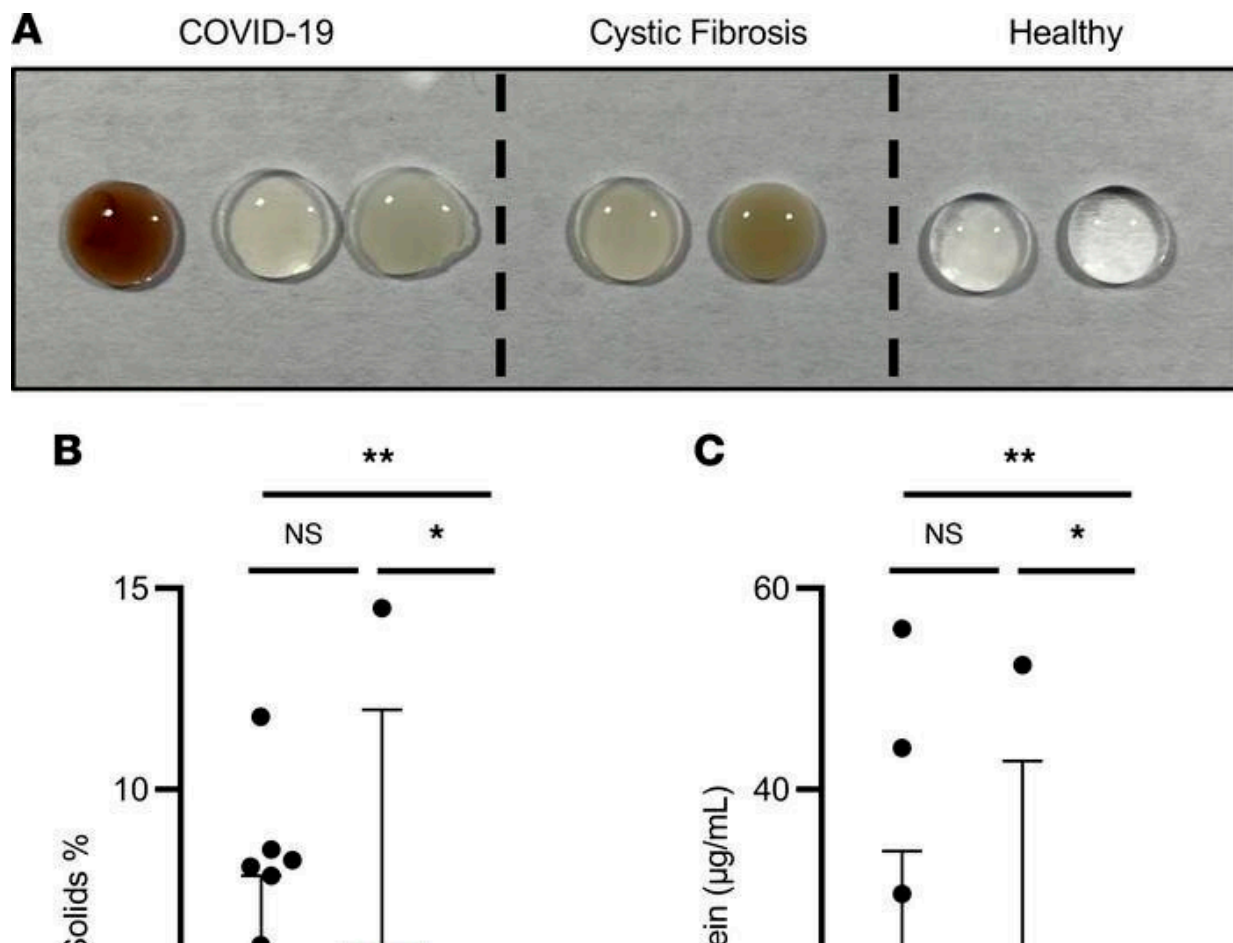 A COVID-19 Cystic Fibrosis Healthy
B
**
NS *
15
10
Solids %
C
**
NS *
60
40
ein (µg/mL)